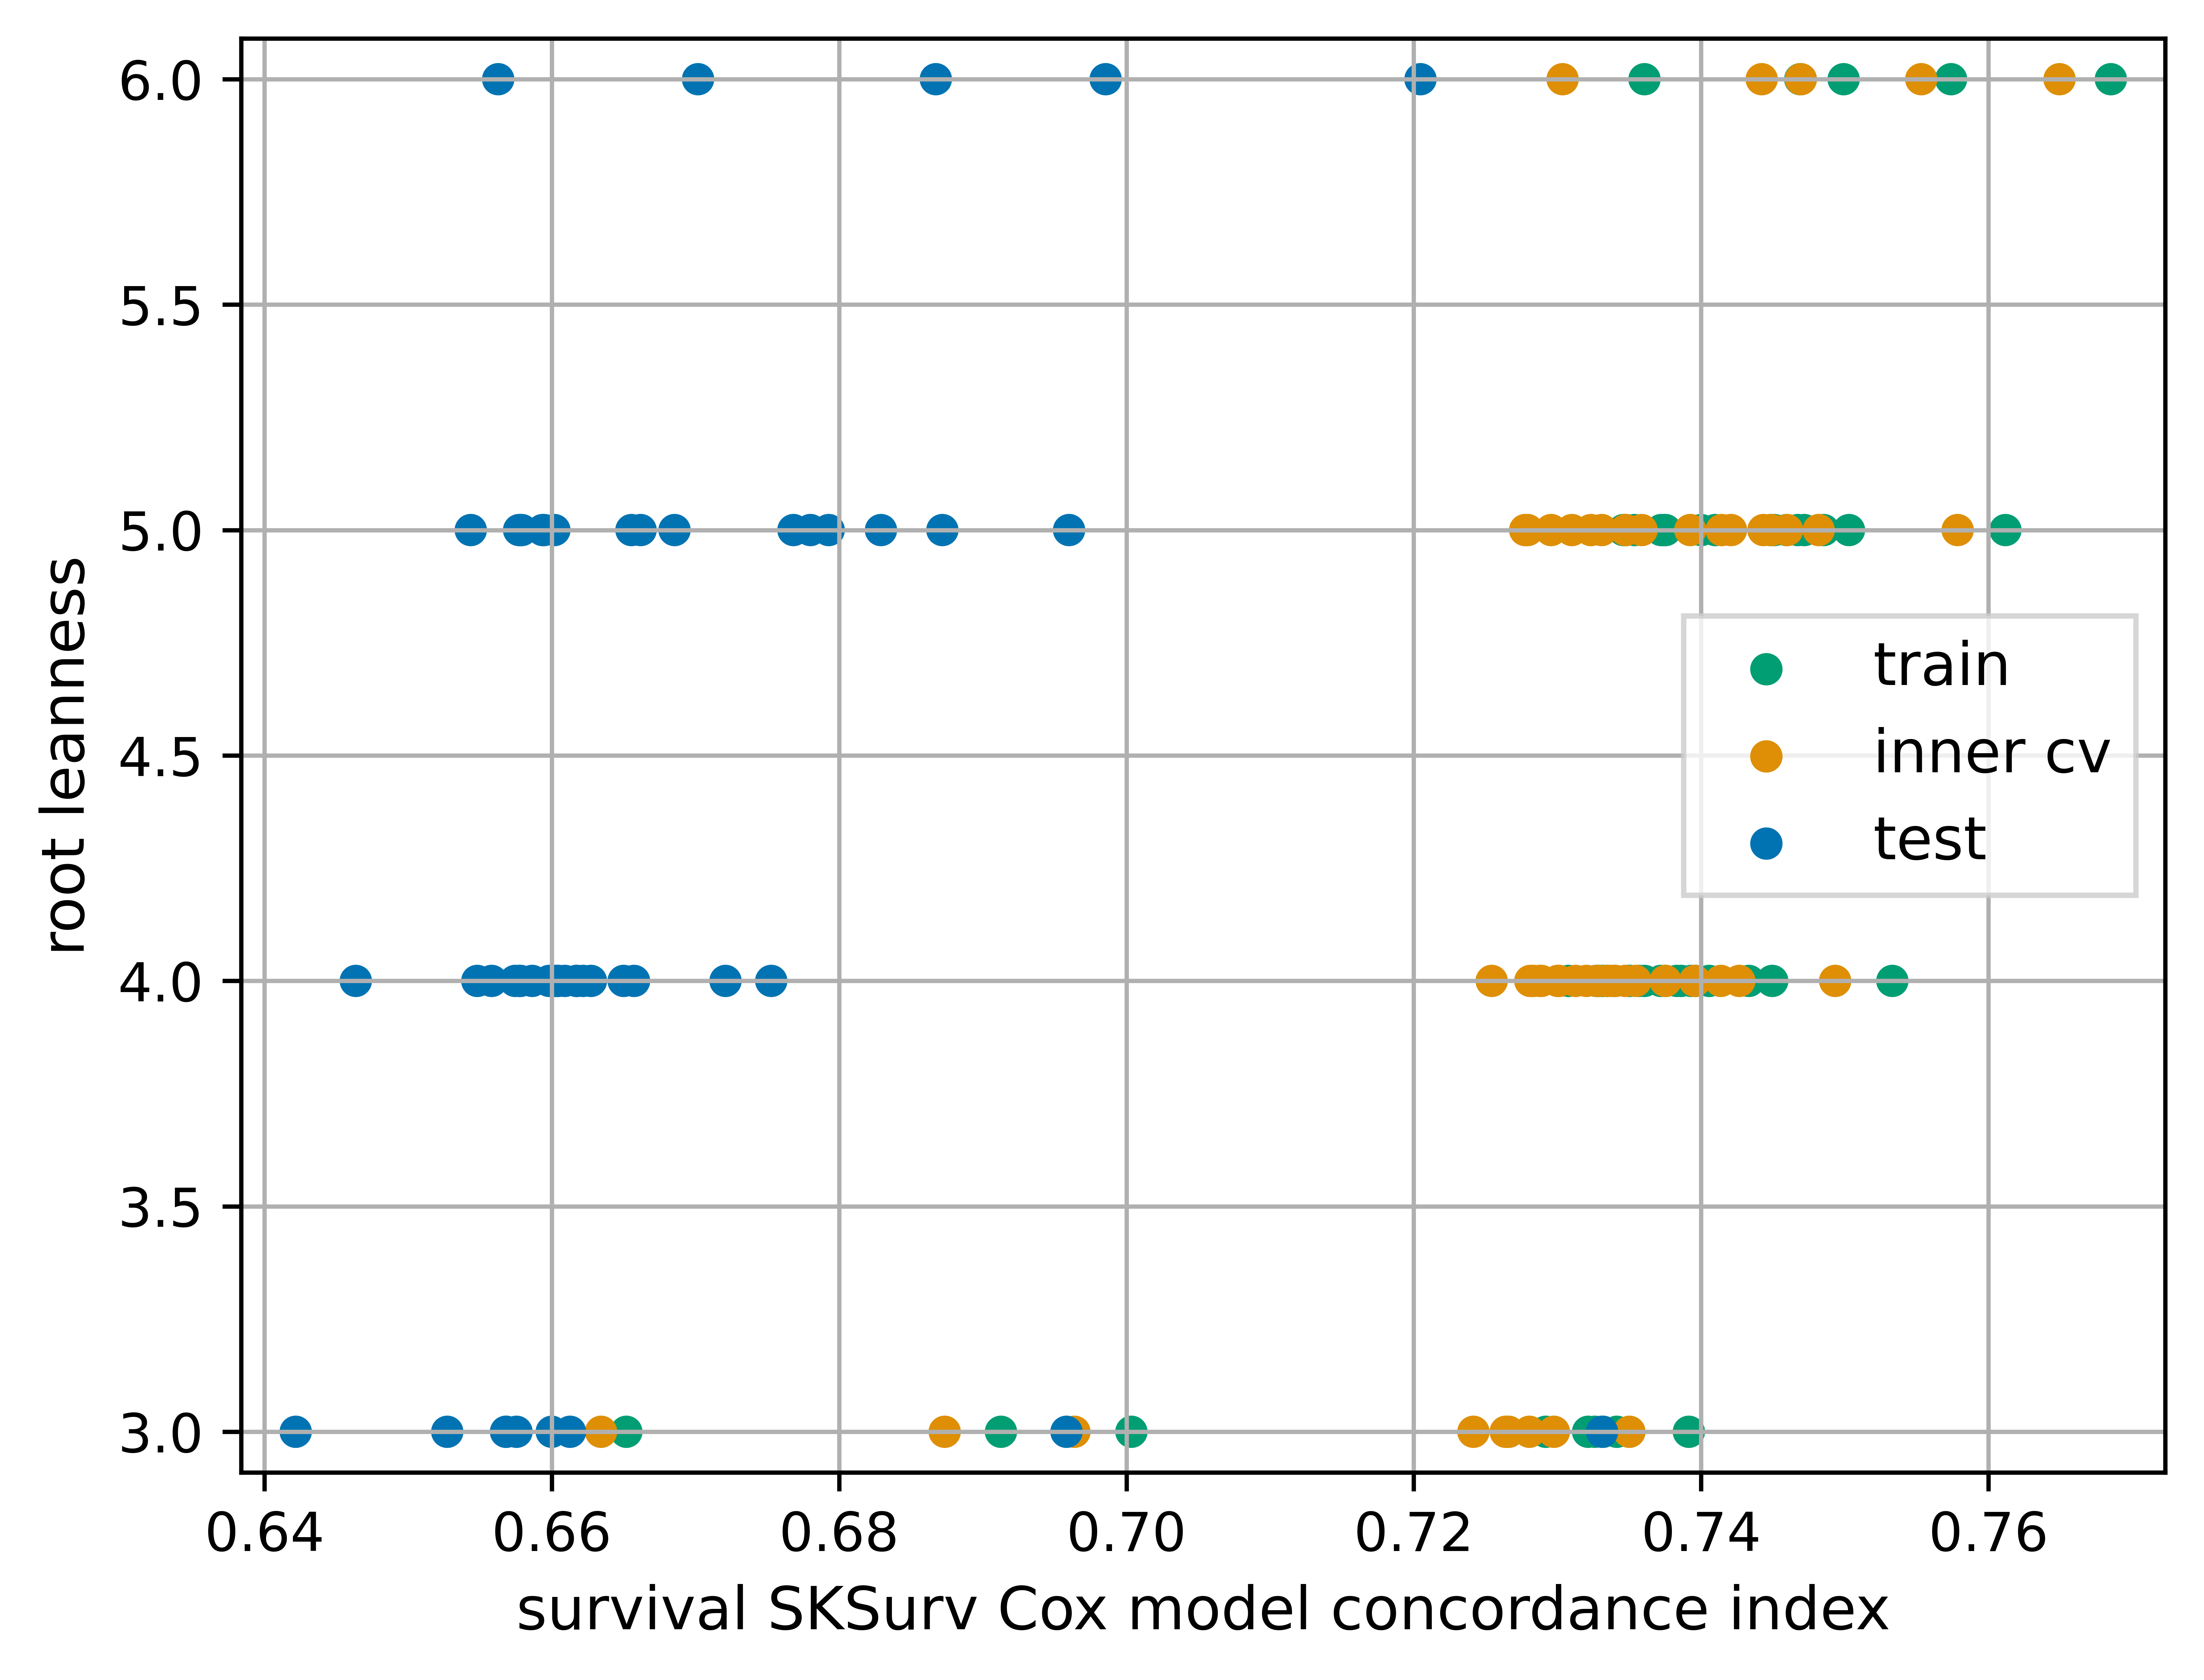 6.0
5.5
5.0
4.5
4.0
3.5
3.0
root leanness
train
inner cv
test
0.64 0.66 0.68 0.70 0.72 0.74 0.76
survival SKSurv Cox model concordance index